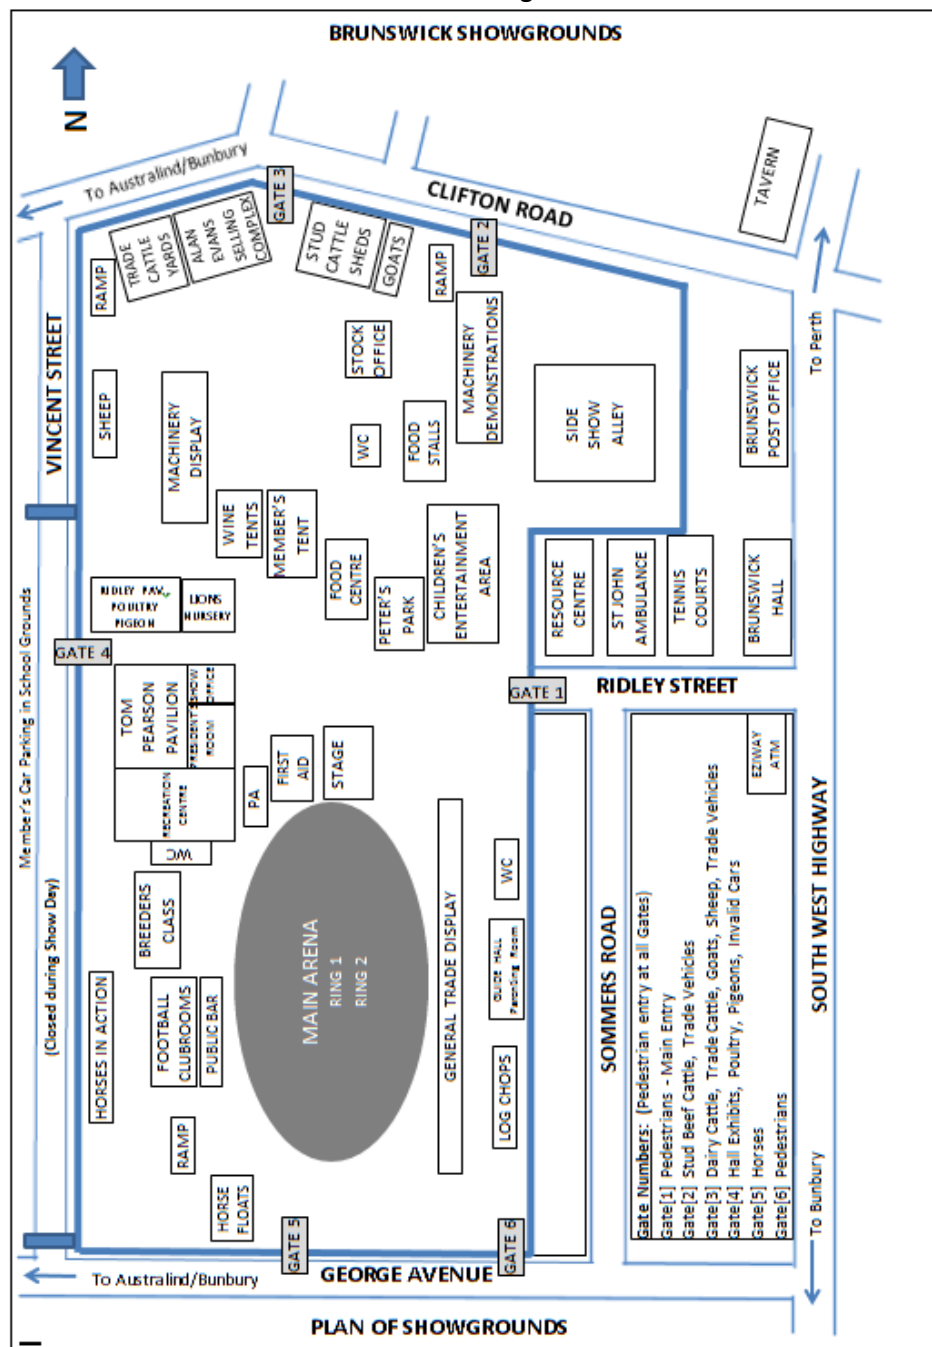 BRUNSWICK SHOWGROUNDS
N
To Australind/Bunbury
GATE 3
CLIFTON ROAD
TAVERN
TRADE
CATTLE
YARDS
ALAN
EVANS
SELLING
COMPLEX
STUD
CATTLE
SHEDS
GOATS
GATE 2
RAMP
RAMP
VINCENT STREET
STOCK
OFFICE
MACHINERY
DEMONSTRATIONS
To Perth
SHEEP
MACHINERY
DISPLAY
WC
FOOD
STALLS
SIDE
SHOW
ALLEY
BRUNSWICK
POST OFFICE
WINE
TENTS
MEMBER'S
TENT
FOOD
CENTRE
PETER'S
PARK
CHILDREN'S
ENTERTAINMENT
AREA
RESOURCE
CENTRE
ST JOHN
AMBULANCE
TENNIS
COURTS
BRUNSWICK
HALL
RIDLEY PAV.
POULTRY
PIGEON
LIONS
NURSERY
Member's Car Parking in School Grounds
(Closed during Show Day)
GATE 4
GATE 1
RIDLEY STREET
TOM
PEARSON
PAVILION
PRESIDENT'S
ROOM
SHOW
OFFICE
RECREATION
CENTRE
WC
PA
FIRST
AID
STAGE
EZIWAY
ATM
BREEDERS
CLASS
MAIN ARENA
RING 1
RING 2
GENERAL TRADE DISPLAY
WC
GUIDE HALL
Parenting Room
LOG CHOPS
HORSES IN ACTION
FOOTBALL
CLUBROOMS
PUBLIC BAR
RAMP
HORSE
FLOATS
SOMMERS ROAD
SOUTH WEST HIGHWAY
Gate Numbers: (Pedestrian entry at all Gates)
Gate[1] Pedestrians - Main Entry
Gate[2] Stud Beef Cattle, Trade Vehicles
Gate[3] Dairy Cattle, Trade Cattle, Goats, Sheep, Trade Vehicles
Gate[4] Hall Exhibits, Poultry, Pigeons, Invalid Cars
Gate[5] Horses
Gate[6] Pedestrians
GATE 5
GATE 6
To Bunbury
To Australind/Bunbury
GEORGE AVENUE
PLAN OF SHOWGROUNDS